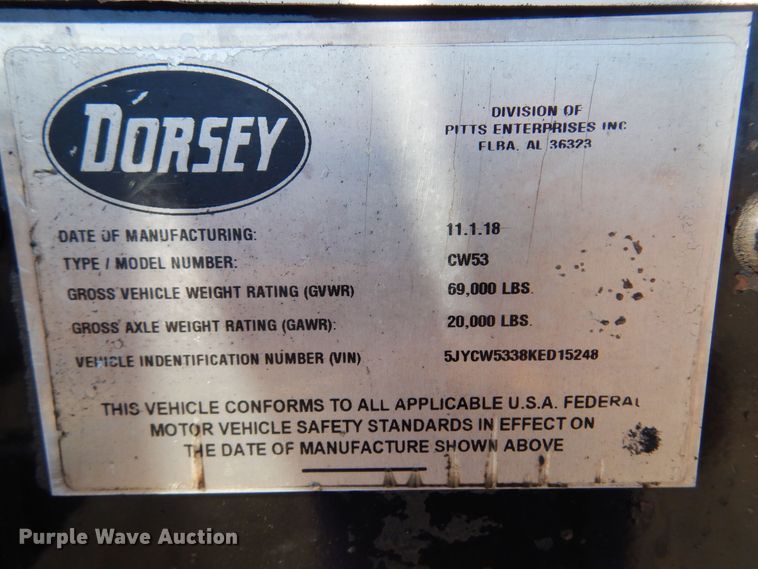 DORSEY
DIVISION OF
PITTS ENTERPRISES INC
ELBA, AL 36323
DATE OF MANUFACTURING: 11.1.18
TYPE / MODEL NUMBER: CW53
GROSS VEHICLE WEIGHT RATING (GVWR) 69,000 LBS.
GROSS AXLE WEIGHT RATING (GAWR): 20,000 LBS.
VEHICLE INDENTIFICATION NUMBER (VIN) 5JYCW5338KED15248
THIS VEHICLE CONFORMS TO ALL APPLICABLE U.S.A. FEDERAL
MOTOR VEHICLE SAFETY STANDARDS IN EFFECT ON
THE DATE OF MANUFACTURE SHOWN ABOVE
Purple Wave Auction